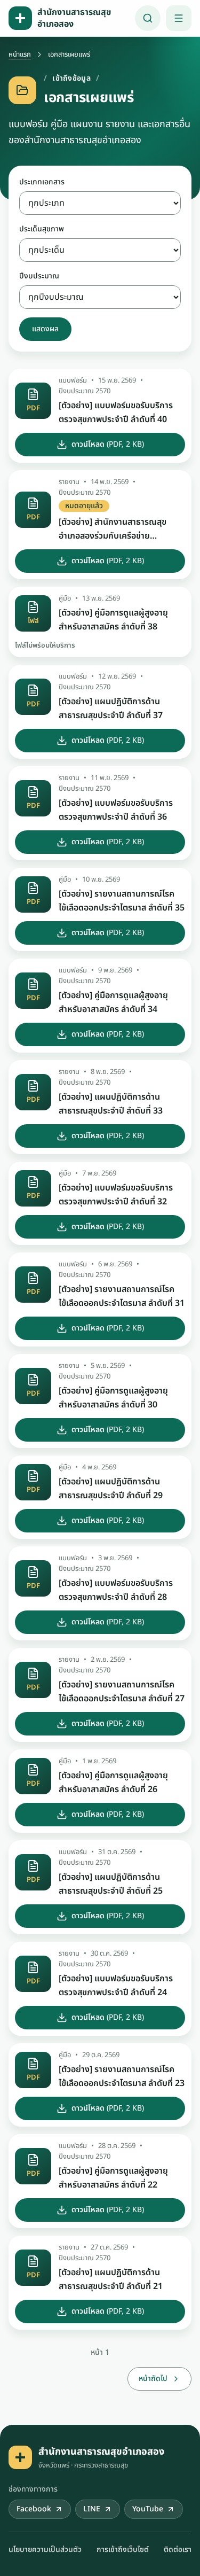 สำนักงานสาธารณสุข
อำเภอสอง
หน้าแรก > เอกสารเผยแพร่
/ เข้าถึงข้อมูล /
เอกสารเผยแพร่
แบบฟอร์ม คู่มือ แผนงาน รายงาน และเอกสารอื่น
ของสำนักงานสาธารณสุขอำเภอสอง
ประเภทเอกสาร
ทุกประเภท
ประเด็นสุขภาพ
ทุกประเด็น
ปีงบประมาณ
ทุกปีงบประมาณ
แสดงผล
แบบฟอร์ม • 15 พ.ย. 2569 •
ปีงบประมาณ 2570
PDF
[ตัวอย่าง] แบบฟอร์มขอรับบริการ
ตรวจสุขภาพประจำปี ลำดับที่ 40
ดาวน์โหลด (PDF, 2 KB)
รายงาน • 14 พ.ย. 2569 •
ปีงบประมาณ 2570
หมดอายุแล้ว
PDF
[ตัวอย่าง] สำนักงานสาธารณสุข
อำเภอสองร่วมกับเครือข่าย...
ดาวน์โหลด (PDF, 2 KB)
คู่มือ • 13 พ.ย. 2569
ไฟล์
[ตัวอย่าง] คู่มือการดูแลผู้สูงอายุ
สำหรับอาสาสมัคร ลำดับที่ 38
ไฟล์ไม่พร้อมให้บริการ
แบบฟอร์ม • 12 พ.ย. 2569 •
ปีงบประมาณ 2570
PDF
[ตัวอย่าง] แผนปฏิบัติการด้าน
สาธารณสุขประจำปี ลำดับที่ 37
ดาวน์โหลด (PDF, 2 KB)
รายงาน • 11 พ.ย. 2569 •
ปีงบประมาณ 2570
PDF
[ตัวอย่าง] แบบฟอร์มขอรับบริการ
ตรวจสุขภาพประจำปี ลำดับที่ 36
ดาวน์โหลด (PDF, 2 KB)
คู่มือ • 10 พ.ย. 2569
PDF
[ตัวอย่าง] รายงานสถานการณ์โรค
ไข้เลือดออกประจำไตรมาส ลำดับที่ 35
ดาวน์โหลด (PDF, 2 KB)
แบบฟอร์ม • 9 พ.ย. 2569 •
ปีงบประมาณ 2570
PDF
[ตัวอย่าง] คู่มือการดูแลผู้สูงอายุ
สำหรับอาสาสมัคร ลำดับที่ 34
ดาวน์โหลด (PDF, 2 KB)
รายงาน • 8 พ.ย. 2569 •
ปีงบประมาณ 2570
PDF
[ตัวอย่าง] แผนปฏิบัติการด้าน
สาธารณสุขประจำปี ลำดับที่ 33
ดาวน์โหลด (PDF, 2 KB)
คู่มือ • 7 พ.ย. 2569
PDF
[ตัวอย่าง] แบบฟอร์มขอรับบริการ
ตรวจสุขภาพประจำปี ลำดับที่ 32
ดาวน์โหลด (PDF, 2 KB)
แบบฟอร์ม • 6 พ.ย. 2569 •
ปีงบประมาณ 2570
PDF
[ตัวอย่าง] รายงานสถานการณ์โรค
ไข้เลือดออกประจำไตรมาส ลำดับที่ 31
ดาวน์โหลด (PDF, 2 KB)
รายงาน • 5 พ.ย. 2569 •
ปีงบประมาณ 2570
PDF
[ตัวอย่าง] คู่มือการดูแลผู้สูงอายุ
สำหรับอาสาสมัคร ลำดับที่ 30
ดาวน์โหลด (PDF, 2 KB)
คู่มือ • 4 พ.ย. 2569
PDF
[ตัวอย่าง] แผนปฏิบัติการด้าน
สาธารณสุขประจำปี ลำดับที่ 29
ดาวน์โหลด (PDF, 2 KB)
แบบฟอร์ม • 3 พ.ย. 2569 •
ปีงบประมาณ 2570
PDF
[ตัวอย่าง] แบบฟอร์มขอรับบริการ
ตรวจสุขภาพประจำปี ลำดับที่ 28
ดาวน์โหลด (PDF, 2 KB)
รายงาน • 2 พ.ย. 2569 •
ปีงบประมาณ 2570
PDF
[ตัวอย่าง] รายงานสถานการณ์โรค
ไข้เลือดออกประจำไตรมาส ลำดับที่ 27
ดาวน์โหลด (PDF, 2 KB)
คู่มือ • 1 พ.ย. 2569
PDF
[ตัวอย่าง] คู่มือการดูแลผู้สูงอายุ
สำหรับอาสาสมัคร ลำดับที่ 26
ดาวน์โหลด (PDF, 2 KB)
แบบฟอร์ม • 31 ต.ค. 2569 •
ปีงบประมาณ 2570
PDF
[ตัวอย่าง] แผนปฏิบัติการด้าน
สาธารณสุขประจำปี ลำดับที่ 25
ดาวน์โหลด (PDF, 2 KB)
รายงาน • 30 ต.ค. 2569 •
ปีงบประมาณ 2570
PDF
[ตัวอย่าง] แบบฟอร์มขอรับบริการ
ตรวจสุขภาพประจำปี ลำดับที่ 24
ดาวน์โหลด (PDF, 2 KB)
คู่มือ • 29 ต.ค. 2569
PDF
[ตัวอย่าง] รายงานสถานการณ์โรค
ไข้เลือดออกประจำไตรมาส ลำดับที่ 23
ดาวน์โหลด (PDF, 2 KB)
แบบฟอร์ม • 28 ต.ค. 2569 •
ปีงบประมาณ 2570
PDF
[ตัวอย่าง] คู่มือการดูแลผู้สูงอายุ
สำหรับอาสาสมัคร ลำดับที่ 22
ดาวน์โหลด (PDF, 2 KB)
รายงาน • 27 ต.ค. 2569 •
ปีงบประมาณ 2570
PDF
[ตัวอย่าง] แผนปฏิบัติการด้าน
สาธารณสุขประจำปี ลำดับที่ 21
ดาวน์โหลด (PDF, 2 KB)
หน้า 1
หน้าถัดไป
สำนักงานสาธารณสุขอำเภอสอง
จังหวัดแพร่ · กระทรวงสาธารณสุข
ช่องทางทางการ
Facebook LINE YouTube
นโยบายความเป็นส่วนตัว การเข้าถึงเว็บไซต์ ติดต่อเรา